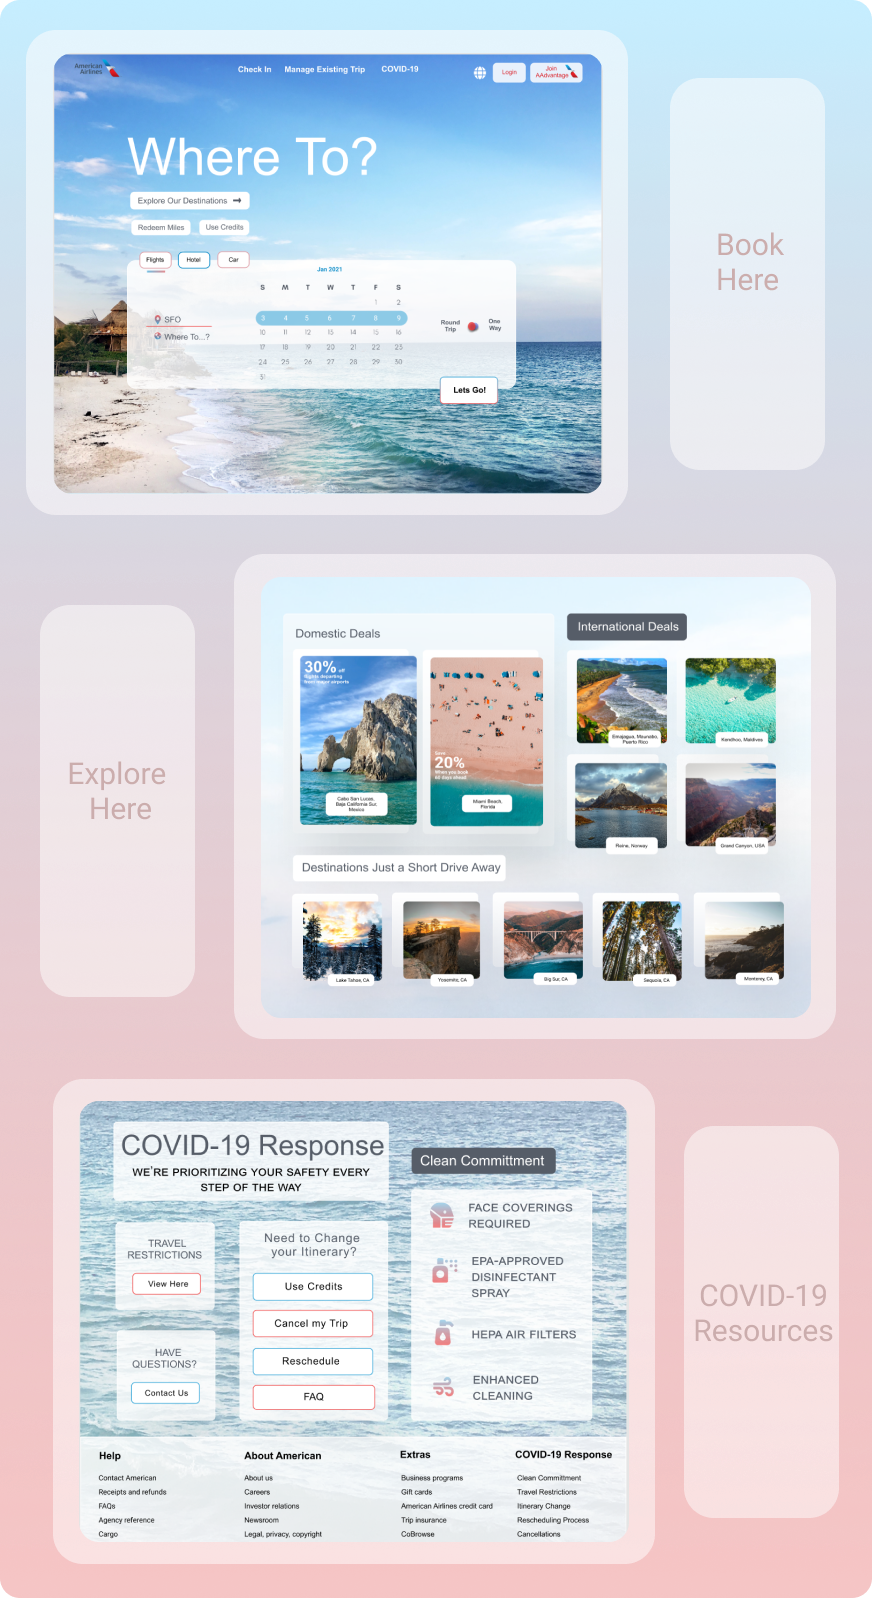 American
Airlines
Check In
Manage Existing Trip
COVID-19
Login
Join
AAdvantage
Where To?
Explore Our Destinations
Redeem Miles
Use Credits
Flights
Hotel
Car
Jan 2021
S M T W T F S
1 2
3 4 5 6 7 8 9
10 11 12 13 14 15 16
17 18 19 20 21 22 23
24 25 26 27 28 29 30
31
SFO
Where To...?
Round
Trip
One
Way
Lets Go!
Book
Here
Explore
Here
Domestic Deals
30% off
flights departing
from major airports
Cabo San Lucas,
Baja California Sur,
Mexico
Save
20%
When you book
60 days ahead
Miami Beach,
Florida
International Deals
Emajagua, Maunabo,
Puerto Rico
Kendhoo, Maldives
Reine, Norway
Grand Canyon, USA
Destinations Just a Short Drive Away
Lake Tahoe, CA
Yosemite, CA
Big Sur, CA
Sequoia, CA
Monterey, CA
COVID-19 Response
WE'RE PRIORITIZING YOUR SAFETY EVERY
STEP OF THE WAY
TRAVEL
RESTRICTIONS
View Here
HAVE
QUESTIONS?
Contact Us
Need to Change
your Itinerary?
Use Credits
Cancel my Trip
Reschedule
FAQ
Clean Committment
FACE COVERINGS
REQUIRED
EPA-APPROVED
DISINFECTANT
SPRAY
HEPA AIR FILTERS
ENHANCED
CLEANING
COVID-19
Resources
Help
Contact American
Receipts and refunds
FAQs
Agency reference
Cargo
About American
About us
Careers
Investor relations
Newsroom
Legal, privacy, copyright
Extras
Business programs
Gift cards
American Airlines credit card
Trip insurance
CoBrowse
COVID-19 Response
Clean Committment
Travel Restrictions
Itinerary Change
Rescheduling Process
Cancellations